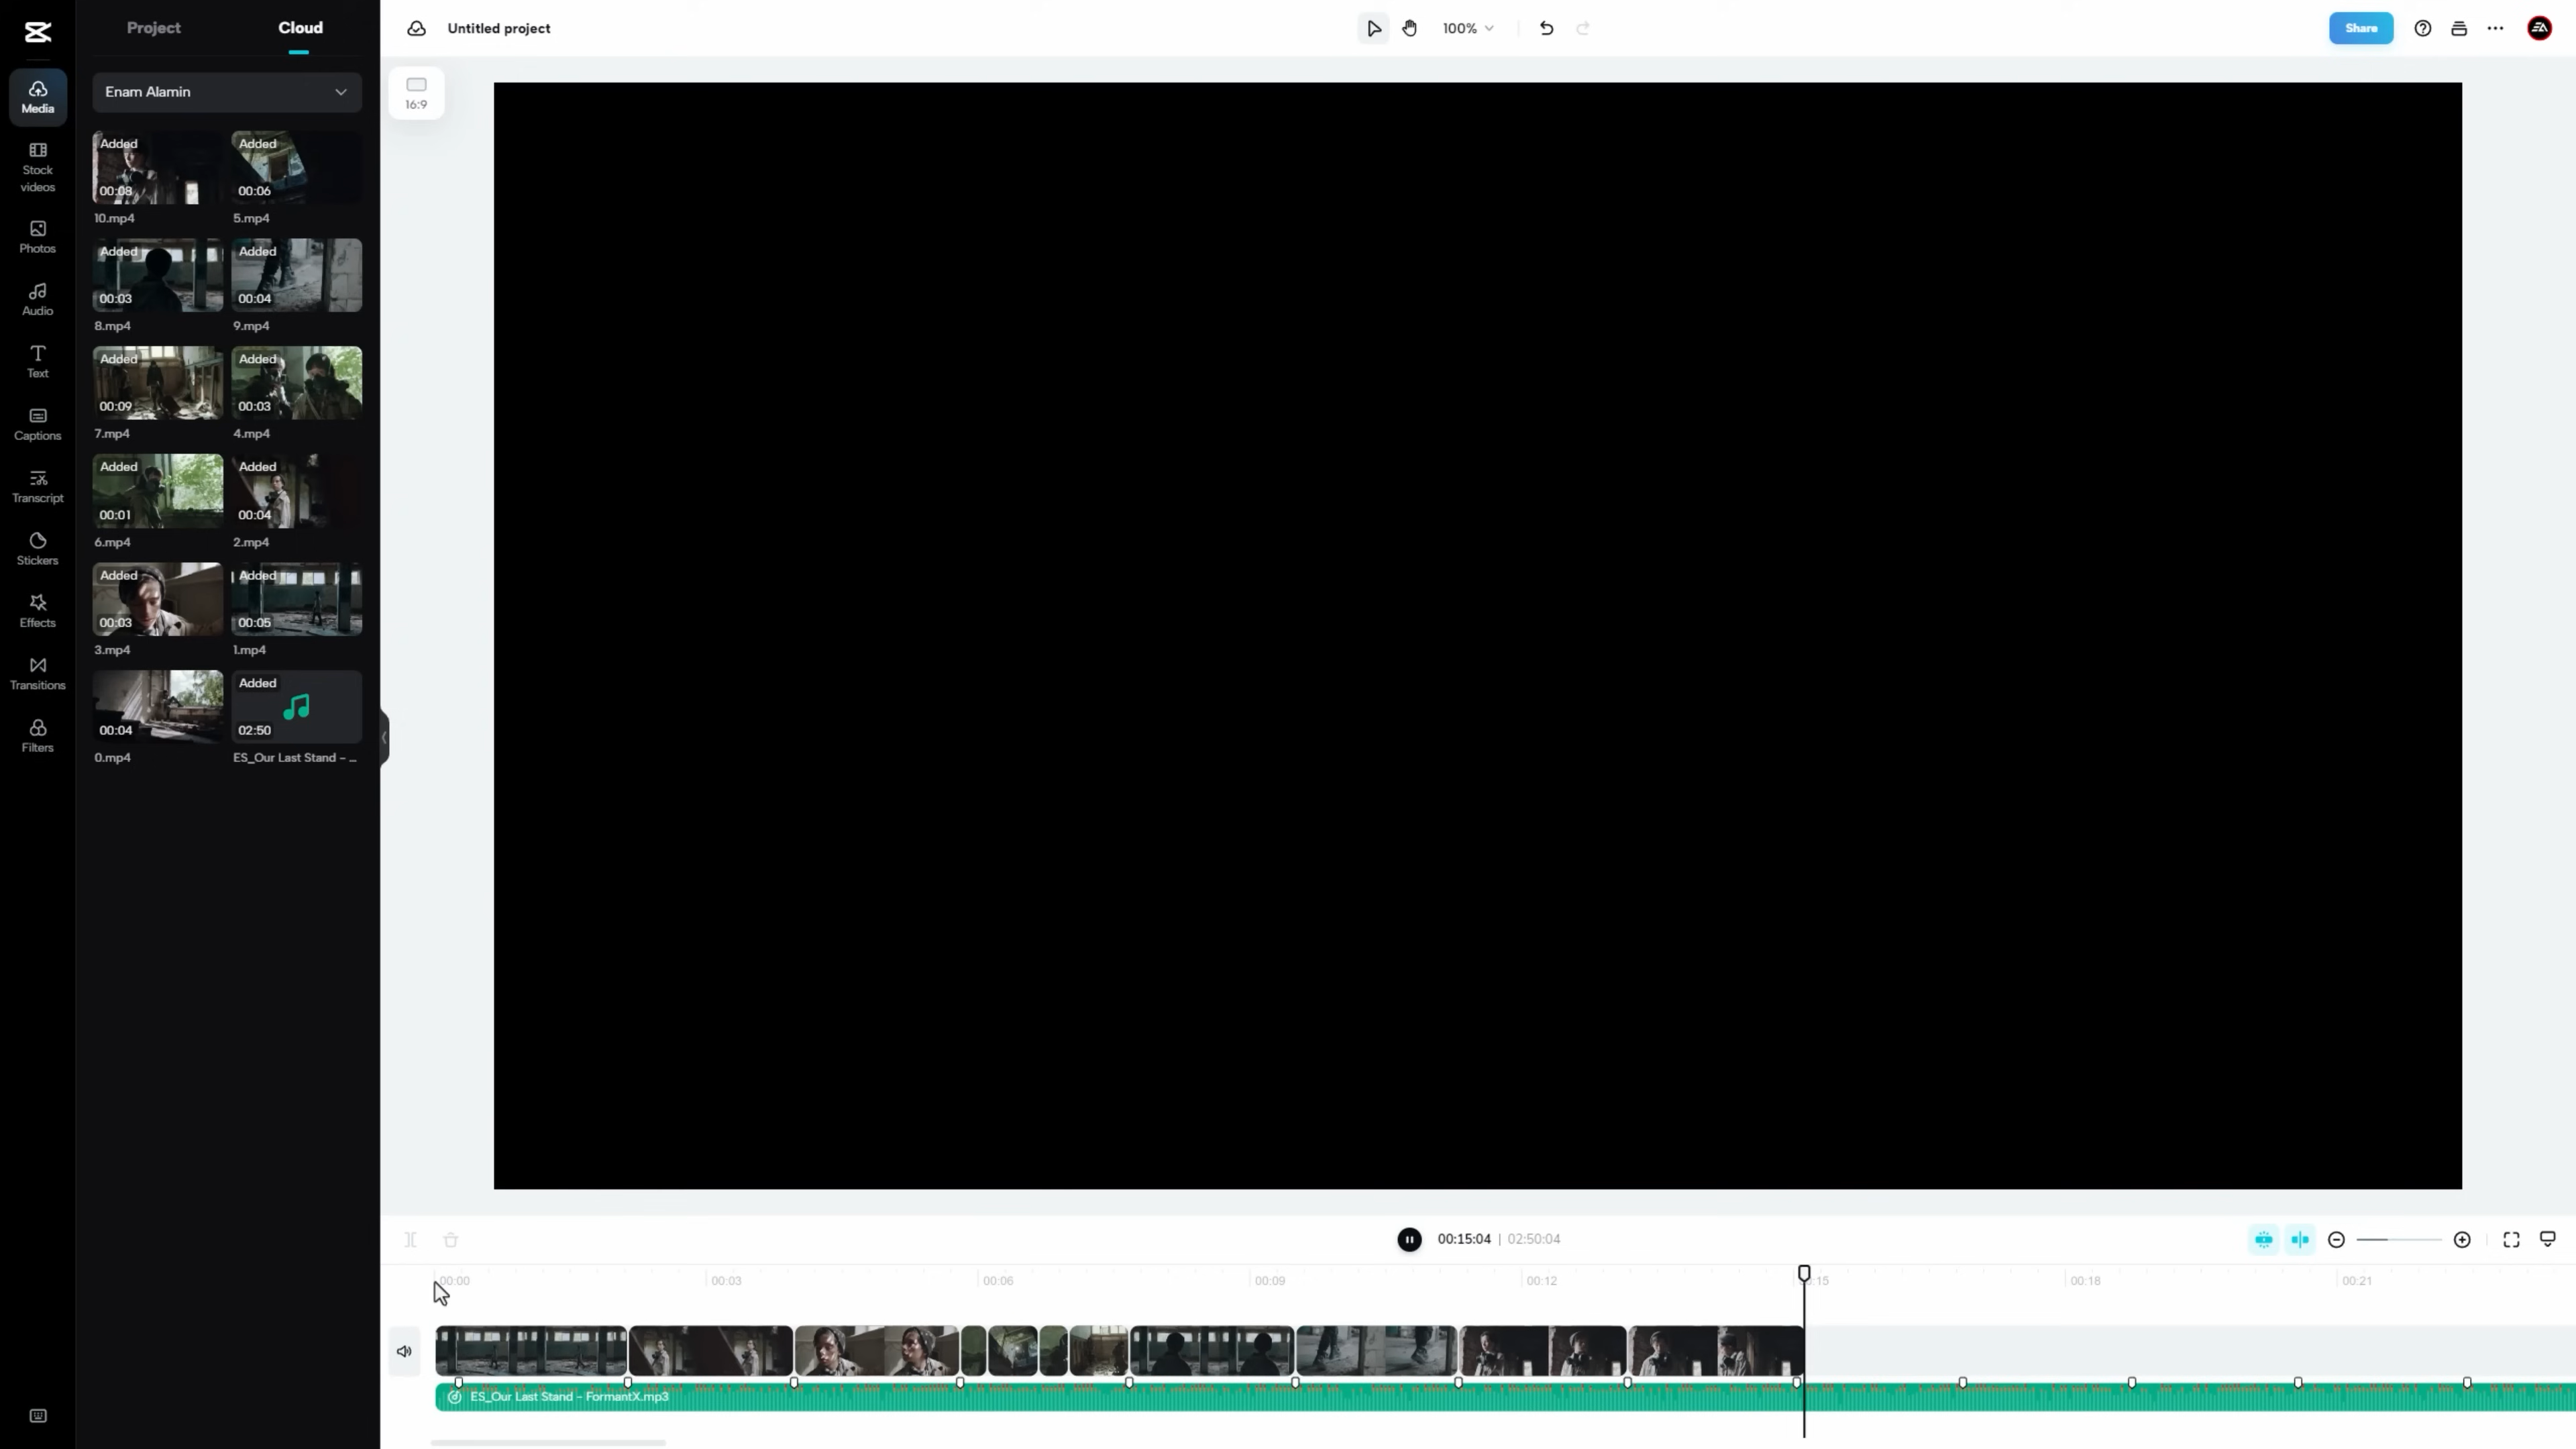 Project
Cloud
Untitled project
100%
Share
Media
Enam Alamin
16:9
Added
Added
00:08
00:06
10.mp4
5.mp4
Stock
videos
Photos
Added
Added
00:03
00:04
8.mp4
9.mp4
Audio
Text
Added
Added
00:09
00:03
7.mp4
4.mp4
Captions
Transcript
Added
Added
00:01
00:04
6.mp4
2.mp4
Stickers
Effects
Added
Added
00:03
00:05
3.mp4
1.mp4
Transitions
Filters
Added
00:04
02:50
0.mp4
ES_Our Last Stand - ...
00:15:04 | 02:50:04
00:00
00:03
00:06
00:09
00:12
00:15
00:18
00:21
ES_Our Last Stand - FormantX.mp3